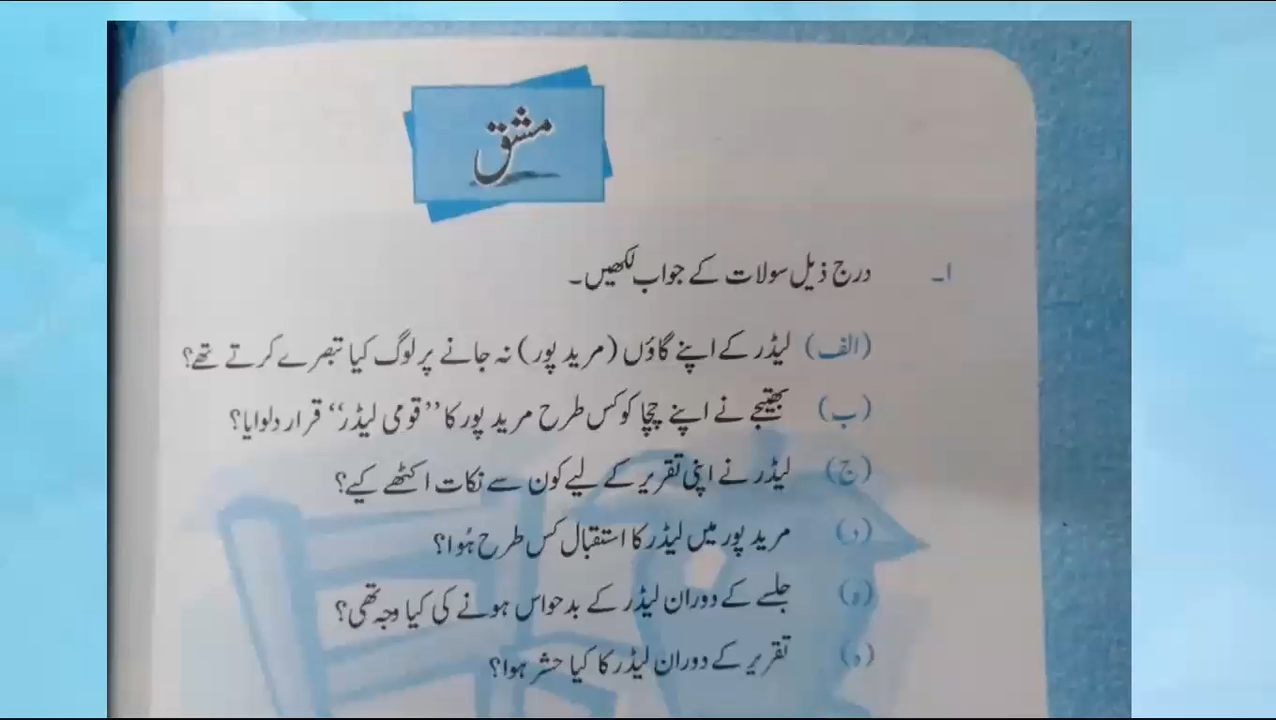 مشق
۱۔ درج ذیل سولات کے جواب لکھیں۔
(الف) لیڈر کے اپنے گاؤں (مرید پور) نہ جانے پر لوگ کیا تبصرے کرتے تھے؟
(ب) بھتیجے نے اپنے چچا کو کس طرح مرید پور کا ”قومی لیڈر“ قرار دلوایا؟
(ج) لیڈر نے اپنی تقریر کے لیے کون سے نکات اکٹھے کیے؟
(د) مرید پور میں لیڈر کا استقبال کس طرح ہُوا؟
(ہ) جلسے کے دوران لیڈر کے بدحواس ہونے کی کیا وجہ تھی؟
(و) تقریر کے دوران لیڈر کا کیا حشر ہوا؟